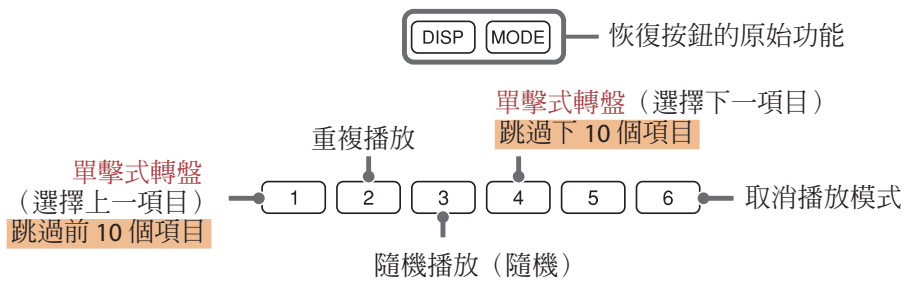 DISP MODE 恢復按鈕的原始功能
單擊式轉盤（選擇下一項目）
跳過下 10 個項目
重複播放
單擊式轉盤
（選擇上一項目）
跳過前 10 個項目
1 2 3 4 5 6 取消播放模式
隨機播放（隨機）